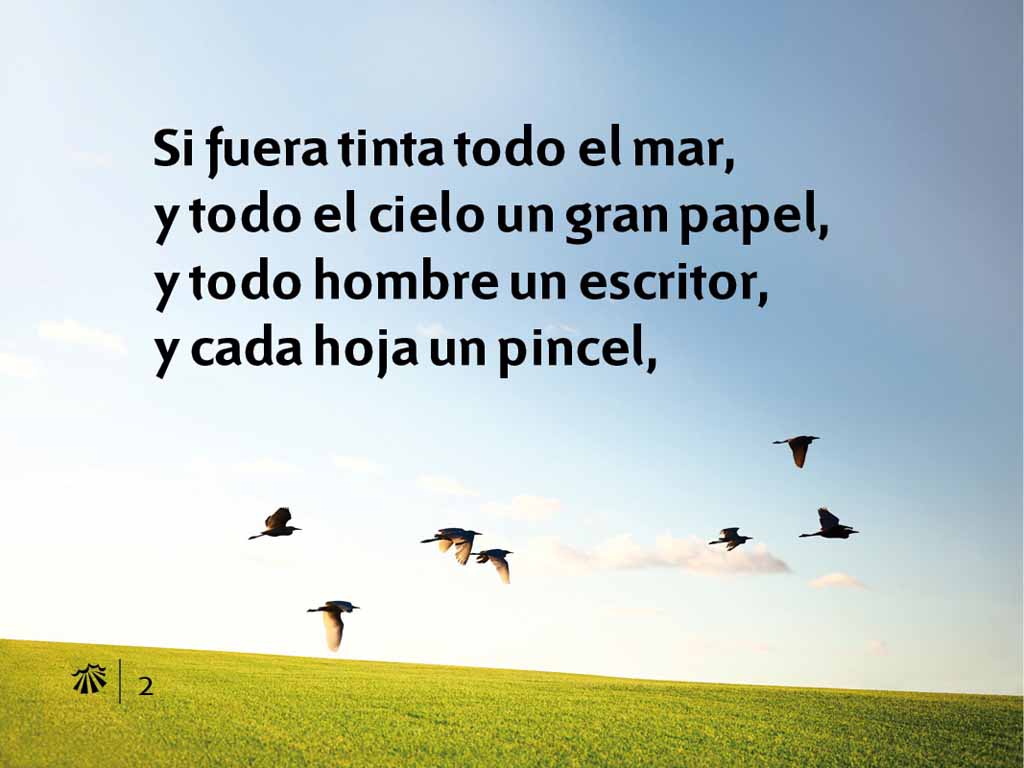 Si fuera tinta todo el mar,
y todo el cielo un gran papel,
y todo hombre un escritor,
y cada hoja un pincel,
2